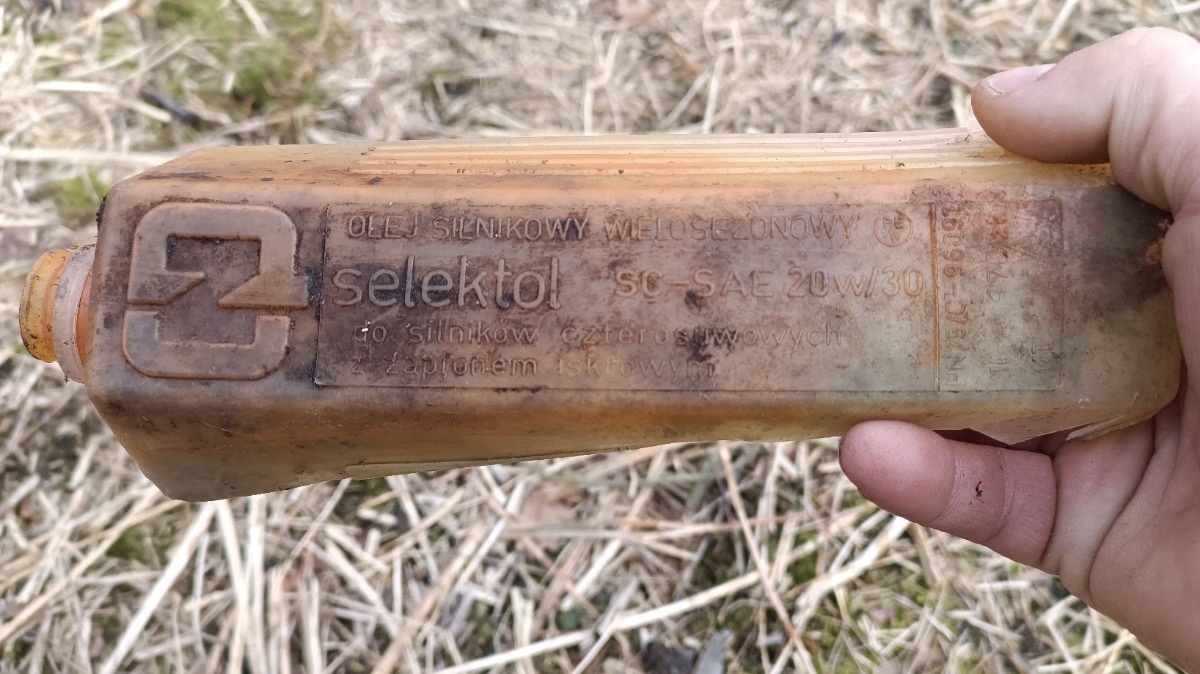 OLEJ SILNIKOWY WIELOSEZONOWY
selektol SC-SAE 20w/30
do silników czterosuwowych
z zapłonem iskrowym